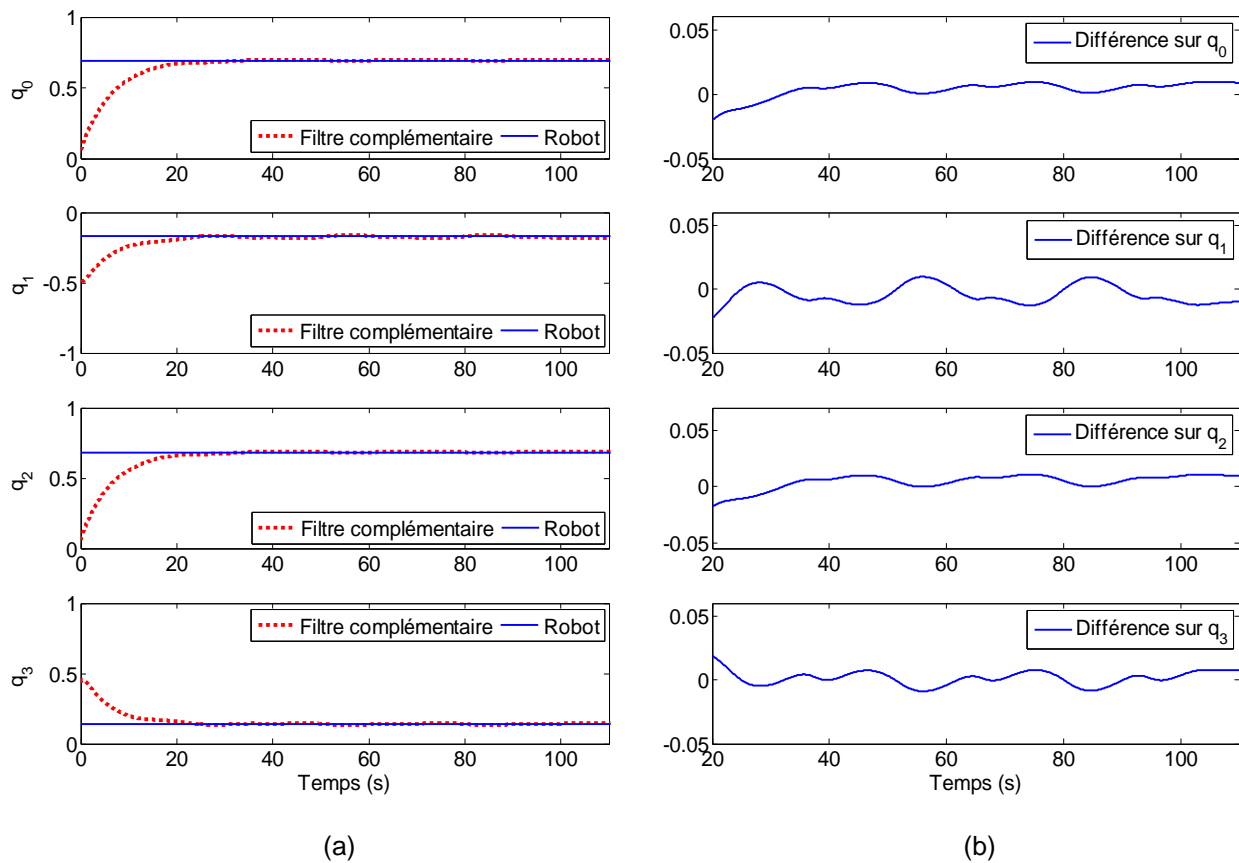 1
0.5
0
q0
Filtre complémentaire Robot
0 20 40 60 80 100
0
-0.5
-1
q1
Filtre complémentaire Robot
0 20 40 60 80 100
1
0.5
0
q2
Filtre complémentaire Robot
0 20 40 60 80 100
1
0.5
0
q3
Filtre complémentaire Robot
0 20 40 60 80 100
Temps (s)
(a)
0.05
0
-0.05
Différence sur q0
20 40 60 80 100
0.05
0
-0.05
Différence sur q1
20 40 60 80 100
0.05
0
-0.05
Différence sur q2
20 40 60 80 100
0.05
0
-0.05
Différence sur q3
20 40 60 80 100
Temps (s)
(b)